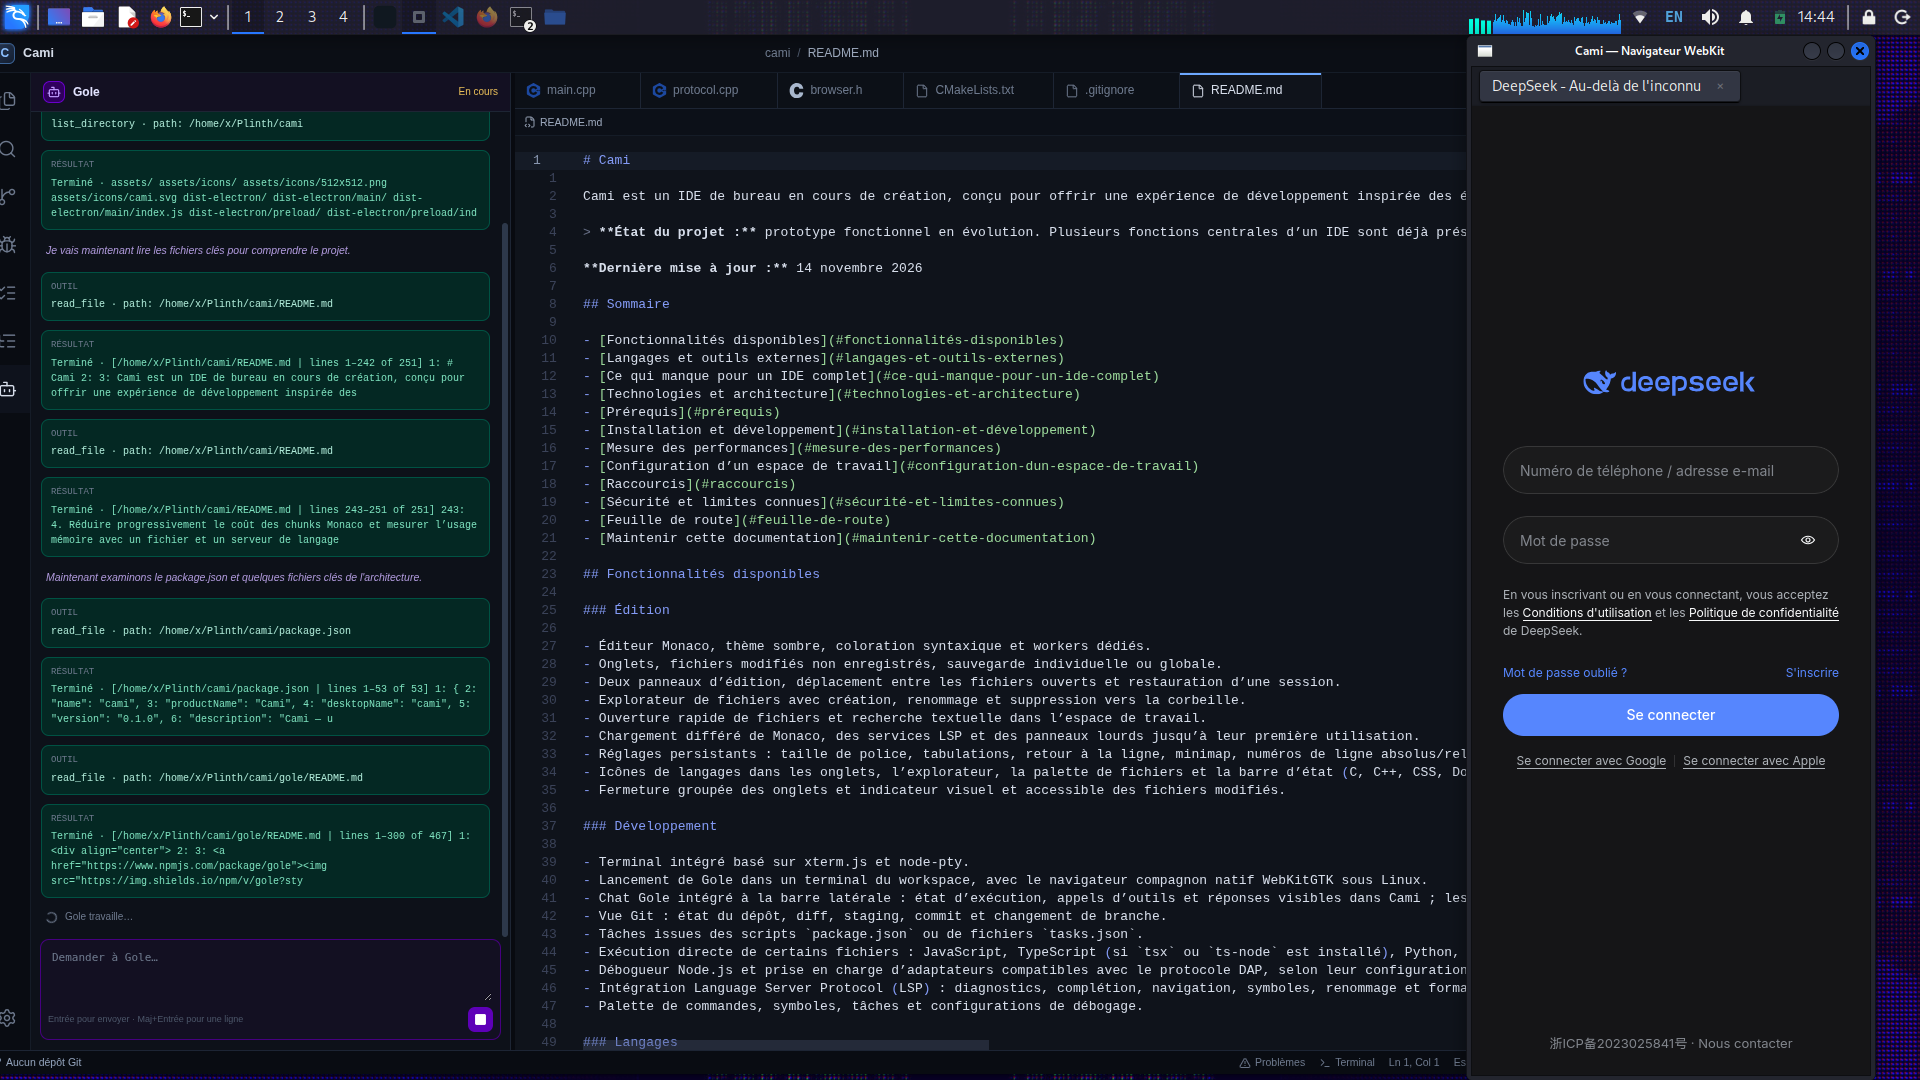 1
2
3
4
2
EN
14:44
C
Cami
cami / README.md
Gole
En cours
list_directory · path: /home/x/Plinth/cami
RÉSULTAT
Terminé · assets/ assets/icons/ assets/icons/512x512.png
assets/icons/cami.svg dist-electron/ dist-electron/main/ dist-
electron/main/index.js dist-electron/preload/ dist-electron/preload/ind
Je vais maintenant lire les fichiers clés pour comprendre le projet.
OUTIL
read_file · path: /home/x/Plinth/cami/README.md
RÉSULTAT
Terminé · [/home/x/Plinth/cami/README.md | lines 1–242 of 251] 1: #
Cami 2: 3: Cami est un IDE de bureau en cours de création, conçu pour
offrir une expérience de développement inspirée des
OUTIL
read_file · path: /home/x/Plinth/cami/README.md
RÉSULTAT
Terminé · [/home/x/Plinth/cami/README.md | lines 243–251 of 251] 243:
4. Réduire progressivement le coût des chunks Monaco et mesurer l’usage
mémoire avec un fichier et un serveur de langage
Maintenant examinons le package.json et quelques fichiers clés de l'architecture.
OUTIL
read_file · path: /home/x/Plinth/cami/package.json
RÉSULTAT
Terminé · [/home/x/Plinth/cami/package.json | lines 1–53 of 53] 1: { 2:
"name": "cami", 3: "productName": "Cami", 4: "desktopName": "cami", 5:
"version": "0.1.0", 6: "description": "Cami — u
OUTIL
read_file · path: /home/x/Plinth/cami/gole/README.md
RÉSULTAT
Terminé · [/home/x/Plinth/cami/gole/README.md | lines 1–300 of 467] 1:
<div align="center"> 2: 3: <a
href="https://www.npmjs.com/package/gole"><img
src="https://img.shields.io/npm/v/gole?sty
Gole travaille…
Demander à Gole…
Entrée pour envoyer - Maj+Entrée pour une ligne
Aucun dépôt Git
main.cpp
protocol.cpp
browser.h
CMakeLists.txt
.gitignore
README.md
README.md
1 # Cami
1
2 Cami est un IDE de bureau en cours de création, conçu pour offrir une expérience de développement inspirée des é
3
4 > **État du projet :** prototype fonctionnel en évolution. Plusieurs fonctions centrales d’un IDE sont déjà prés
5
6 **Dernière mise à jour :** 14 novembre 2026
7
8 ## Sommaire
9
10 - [Fonctionnalités disponibles](#fonctionnalités-disponibles)
11 - [Langages et outils externes](#langages-et-outils-externes)
12 - [Ce qui manque pour un IDE complet](#ce-qui-manque-pour-un-ide-complet)
13 - [Technologies et architecture](#technologies-et-architecture)
14 - [Prérequis](#prérequis)
15 - [Installation et développement](#installation-et-développement)
16 - [Mesure des performances](#mesure-des-performances)
17 - [Configuration d’un espace de travail](#configuration-dun-espace-de-travail)
18 - [Raccourcis](#raccourcis)
19 - [Sécurité et limites connues](#sécurité-et-limites-connues)
20 - [Feuille de route](#feuille-de-route)
21 - [Maintenir cette documentation](#maintenir-cette-documentation)
22
23 ## Fonctionnalités disponibles
24
25 ### Édition
26
27 - Éditeur Monaco, thème sombre, coloration syntaxique et workers dédiés.
28 - Onglets, fichiers modifiés non enregistrés, sauvegarde individuelle ou globale.
29 - Deux panneaux d’édition, déplacement entre les fichiers ouverts et restauration d’une session.
30 - Explorateur de fichiers avec création, renommage et suppression vers la corbeille.
31 - Ouverture rapide de fichiers et recherche textuelle dans l’espace de travail.
32 - Chargement différé de Monaco, des services LSP et des panneaux lourds jusqu’à leur première utilisation.
33 - Réglages persistants : taille de police, tabulations, retour à la ligne, minimap, numéros de ligne absolus/rel
34 - Icônes de langages dans les onglets, l’explorateur, la palette de fichiers et la barre d’état (C, C++, CSS, Do
35 - Fermeture groupée des onglets et indicateur visuel et accessible des fichiers modifiés.
36
37 ### Développement
38
39 - Terminal intégré basé sur xterm.js et node-pty.
40 - Lancement de Gole dans un terminal du workspace, avec le navigateur compagnon natif WebKitGTK sous Linux.
41 - Chat Gole intégré à la barre latérale : état d’exécution, appels d’outils et réponses visibles dans Cami ; les
42 - Vue Git : état du dépôt, diff, staging, commit et changement de branche.
43 - Tâches issues des scripts `package.json` ou de fichiers `tasks.json`.
44 - Exécution directe de certains fichiers : JavaScript, TypeScript (si `tsx` ou `ts-node` est installé), Python,
45 - Débogueur Node.js et prise en charge d’adaptateurs compatibles avec le protocole DAP, selon leur configuration
46 - Intégration Language Server Protocol (LSP) : diagnostics, complétion, navigation, symboles, renommage et forma
47 - Palette de commandes, symboles, tâches et configurations de débogage.
48
49 ### Langages
Problèmes
Terminal
Ln 1, Col 1
Es
Cami — Navigateur WebKit
DeepSeek - Au-delà de l'inconnu ×
deepseek
Numéro de téléphone / adresse e-mail
Mot de passe
En vous inscrivant ou en vous connectant, vous acceptez
les Conditions d'utilisation et les Politique de confidentialité
de DeepSeek.
Mot de passe oublié ?
S'inscrire
Se connecter
Se connecter avec Google
Se connecter avec Apple
浙ICP备2023025841号 · Nous contacter